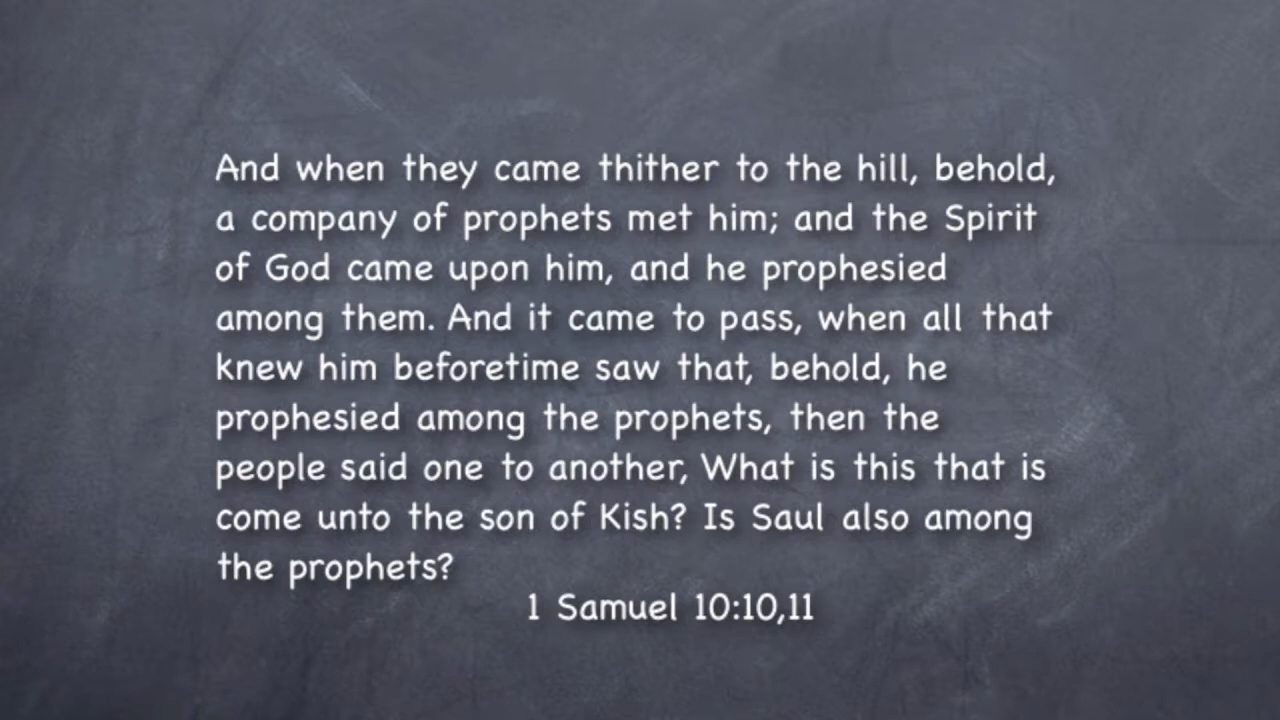 And when they came thither to the hill, behold,
a company of prophets met him; and the Spirit
of God came upon him, and he prophesied
among them. And it came to pass, when all that
knew him beforetime saw that, behold, he
prophesied among the prophets, then the
people said one to another, What is this that is
come unto the son of Kish? Is Saul also among
the prophets?
1 Samuel 10:10,11